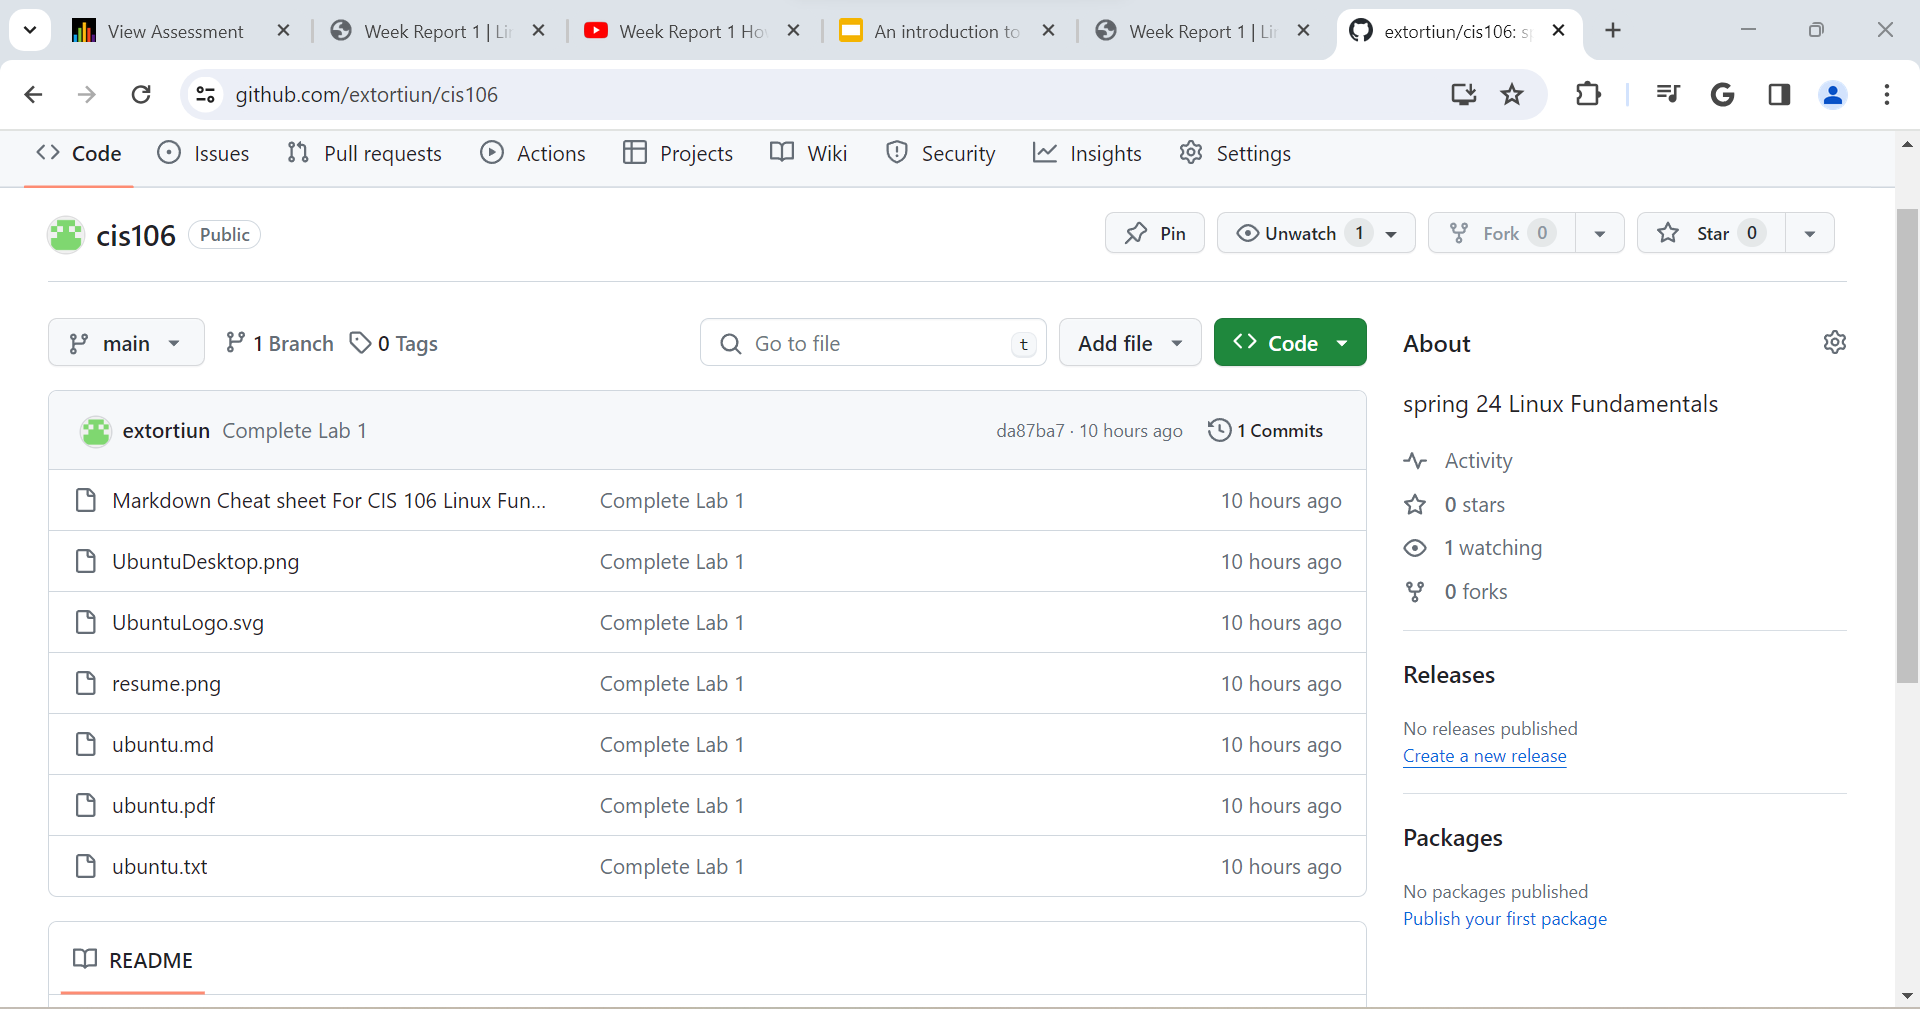 View Assessment
Week Report 1 | Li
Week Report 1 Ho
An introduction to
Week Report 1 | Li
extortiun/cis106: s
github.com/extortiun/cis106
Code
Issues
Pull requests
Actions
Projects
Wiki
Security
Insights
Settings
cis106
Public
Pin
Unwatch 1
Fork 0
Star 0
main
1 Branch
0 Tags
Go to file
t
Add file
Code
extortiun Complete Lab 1
da87ba7 · 10 hours ago
1 Commits
Markdown Cheat sheet For CIS 106 Linux Fun... Complete Lab 1 10 hours ago
UbuntuDesktop.png Complete Lab 1 10 hours ago
UbuntuLogo.svg Complete Lab 1 10 hours ago
resume.png Complete Lab 1 10 hours ago
ubuntu.md Complete Lab 1 10 hours ago
ubuntu.pdf Complete Lab 1 10 hours ago
ubuntu.txt Complete Lab 1 10 hours ago
README
About
spring 24 Linux Fundamentals
Activity
0 stars
1 watching
0 forks
Releases
No releases published
Create a new release
Packages
No packages published
Publish your first package